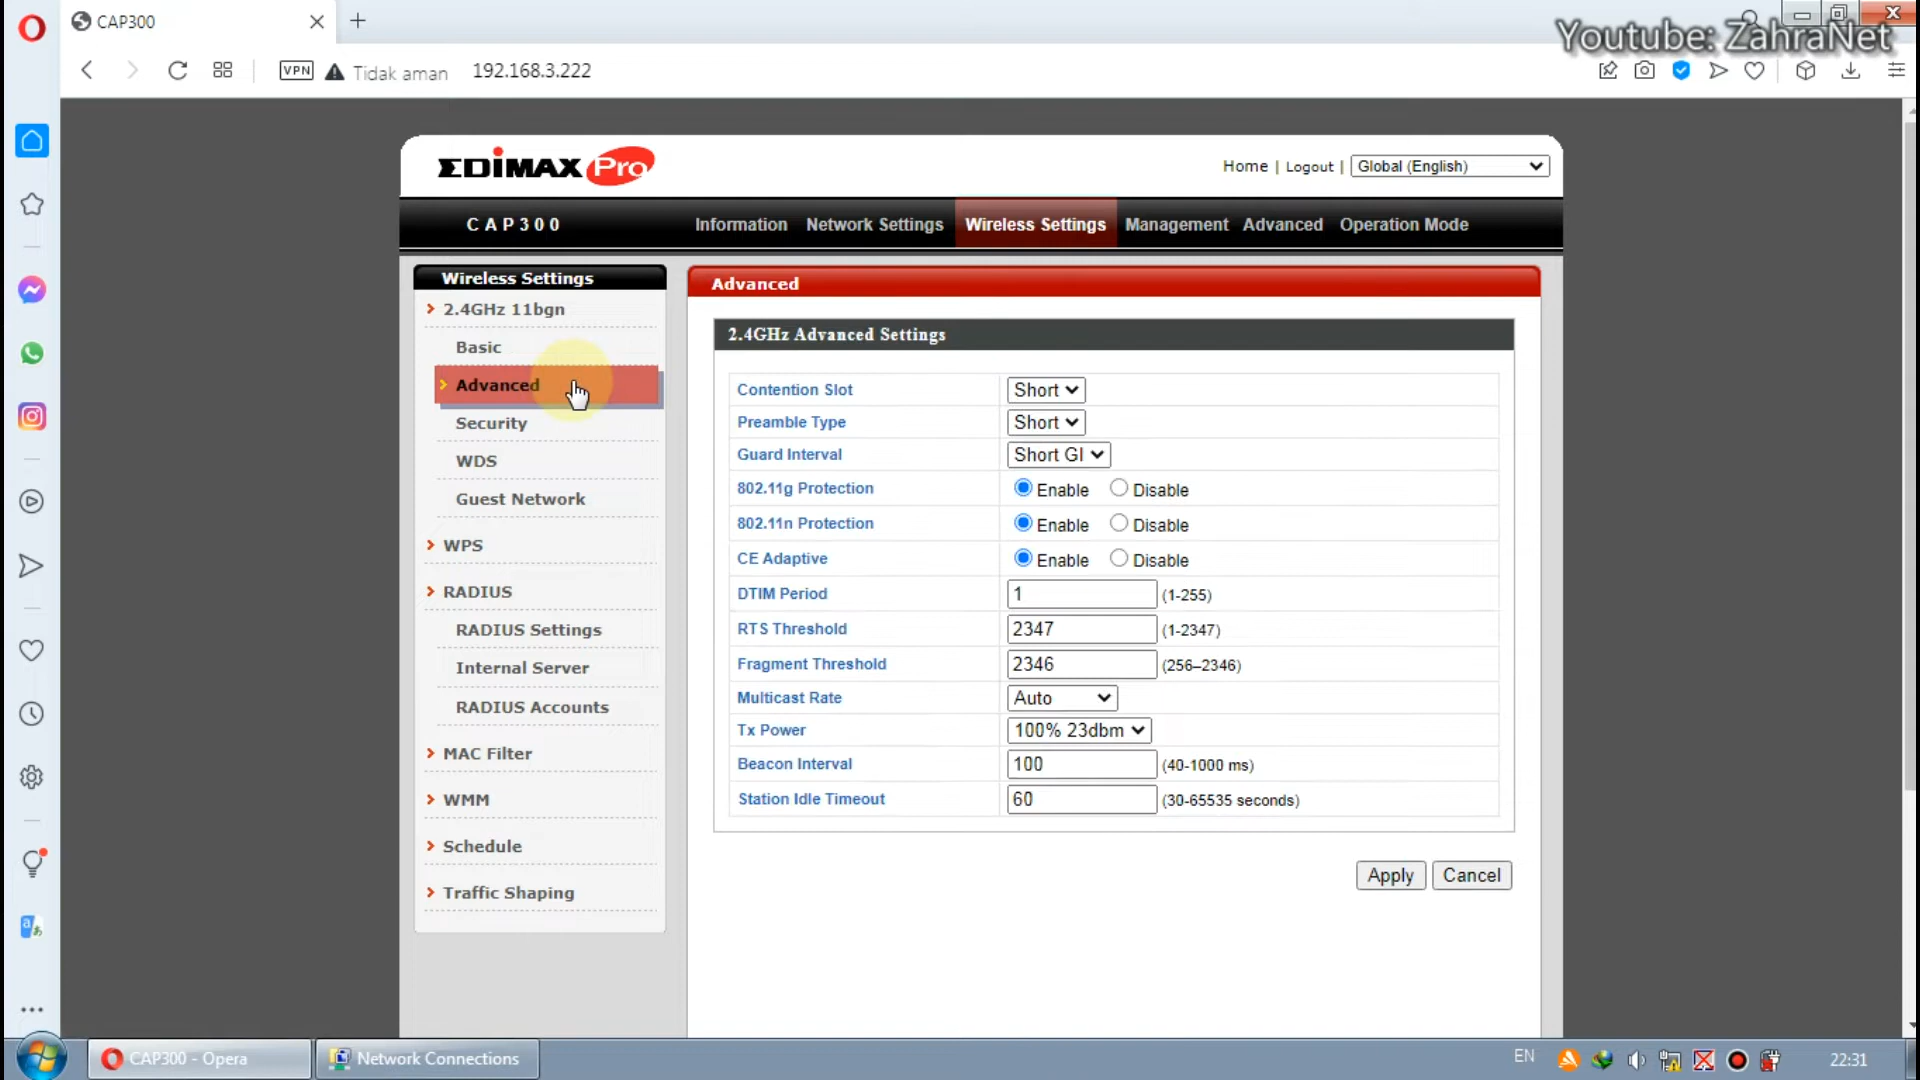 CAP300
Youtube: ZahraNet
VPN Tidak aman 192.168.3.222
EDIMAX Pro
Home | Logout | Global (English)
CAP300 Information Network Settings Wireless Settings Management Advanced Operation Mode
Wireless Settings
2.4GHz 11bgn
Basic
Advanced
Security
WDS
Guest Network
WPS
RADIUS
RADIUS Settings
Internal Server
RADIUS Accounts
MAC Filter
WMM
Schedule
Traffic Shaping
Advanced
2.4GHz Advanced Settings
Contention Slot Short
Preamble Type Short
Guard Interval Short GI
802.11g Protection Enable Disable
802.11n Protection Enable Disable
CE Adaptive Enable Disable
DTIM Period 1 (1-255)
RTS Threshold 2347 (1-2347)
Fragment Threshold 2346 (256–2346)
Multicast Rate Auto
Tx Power 100% 23dbm
Beacon Interval 100 (40-1000 ms)
Station Idle Timeout 60 (30-65535 seconds)
Apply Cancel
CAP300 - Opera Network Connections EN 22:31